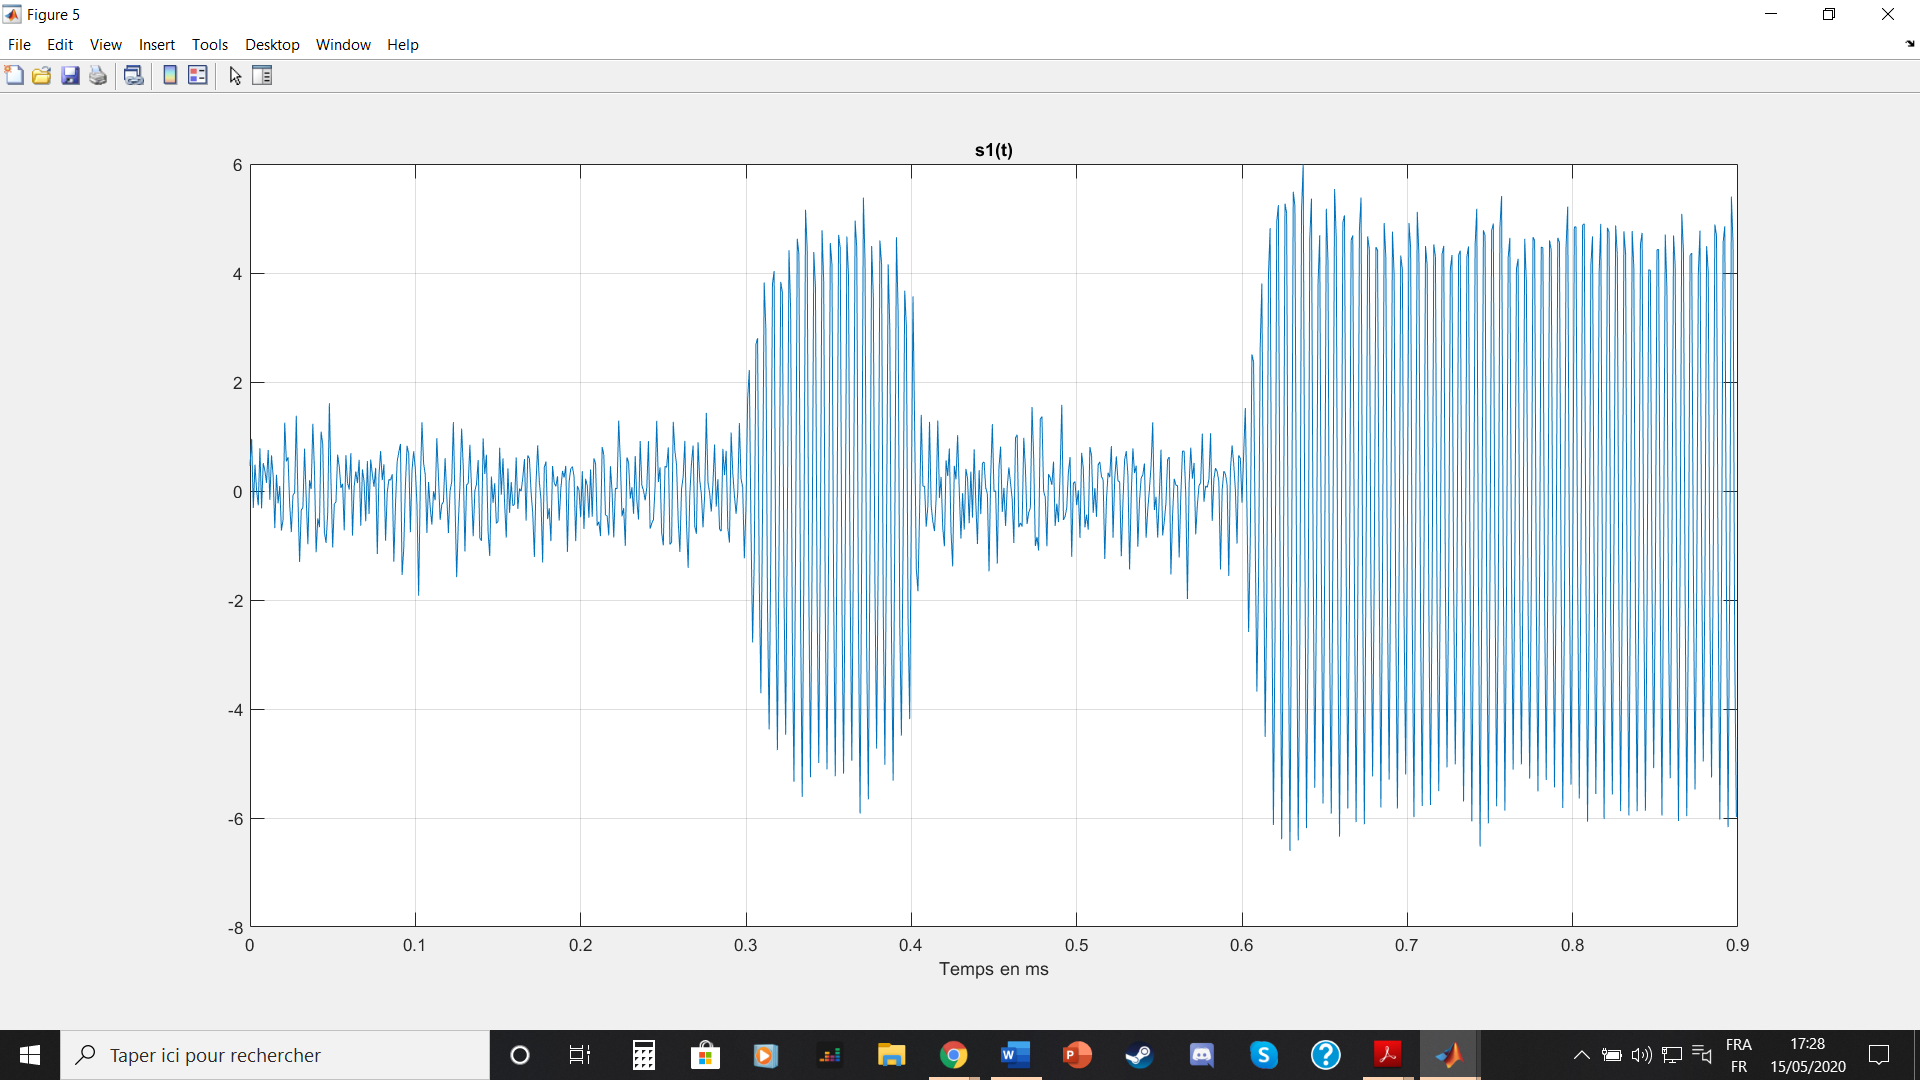 Figure 5
File Edit View Insert Tools Desktop Window Help
s1(t)
6
4
2
0
-2
-4
-6
-8
0 0.1 0.2 0.3 0.4 0.5 0.6 0.7 0.8 0.9
Temps en ms
Taper ici pour rechercher
FRA
FR
17:28
15/05/2020